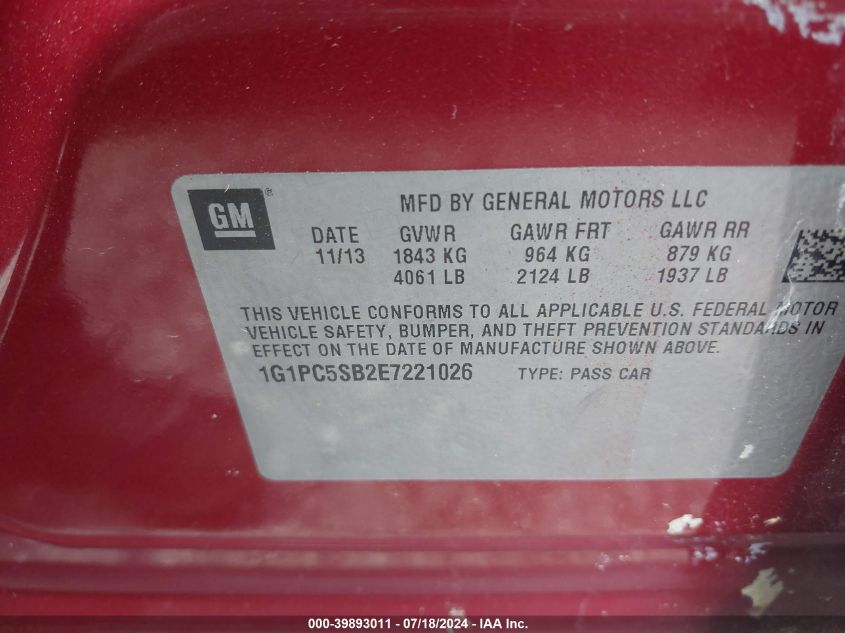 GM®
MFD BY GENERAL MOTORS LLC
DATE GVWR GAWR FRT GAWR RR
11/13 1843 KG 964 KG 879 KG
4061 LB 2124 LB 1937 LB
THIS VEHICLE CONFORMS TO ALL APPLICABLE U.S. FEDERAL MOTOR
VEHICLE SAFETY, BUMPER, AND THEFT PREVENTION STANDARDS IN
EFFECT ON THE DATE OF MANUFACTURE SHOWN ABOVE.
1G1PC5SB2E7221026 TYPE: PASS CAR
000-39893011 - 07/18/2024 - IAA Inc.